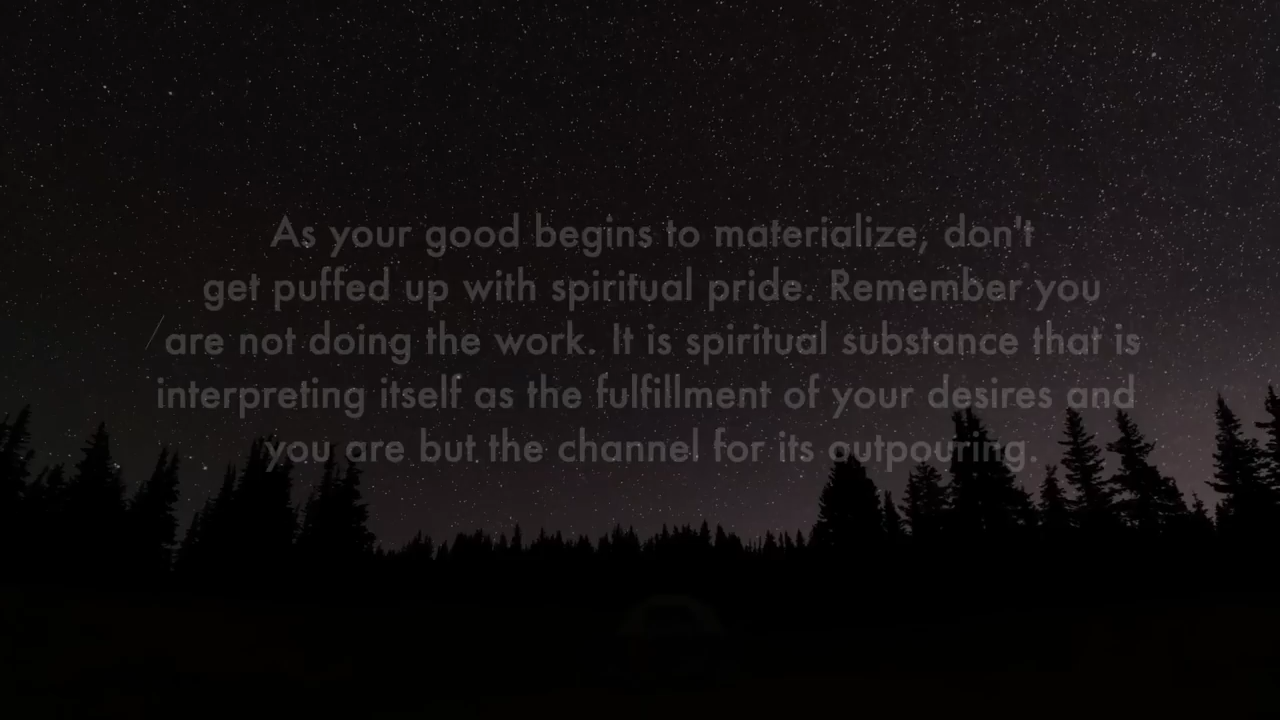 As your good begins to materialize, don't
get puffed up with spiritual pride. Remember you
are not doing the work. It is spiritual substance that is
interpreting itself as the fulfillment of your desires and
you are but the channel for its outpouring.